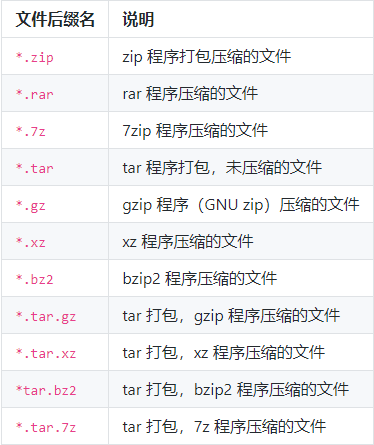 文件后缀名 说明
*.zip zip 程序打包压缩的文件
*.rar rar 程序压缩的文件
*.7z 7zip 程序压缩的文件
*.tar tar 程序打包，未压缩的文件
*.gz gzip 程序（GNU zip）压缩的文件
*.xz xz 程序压缩的文件
*.bz2 bzip2 程序压缩的文件
*.tar.gz tar 打包，gzip 程序压缩的文件
*.tar.xz tar 打包，xz 程序压缩的文件
*tar.bz2 tar 打包，bzip2 程序压缩的文件
*.tar.7z tar 打包，7z 程序压缩的文件